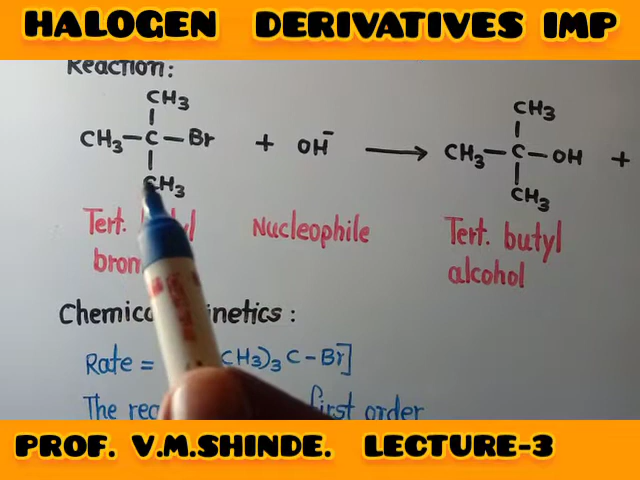 HALOGEN DERIVATIVES IMP
Reaction:
CH3 CH3
CH3-C-Br + OH- → CH3-C-OH +
CH3 CH3
Tert. Nucleophile Tert. butyl
alcohol
Rate = CH3)3 C-Br]
The first order
PROF. V.M.SHINDE. LECTURE-3